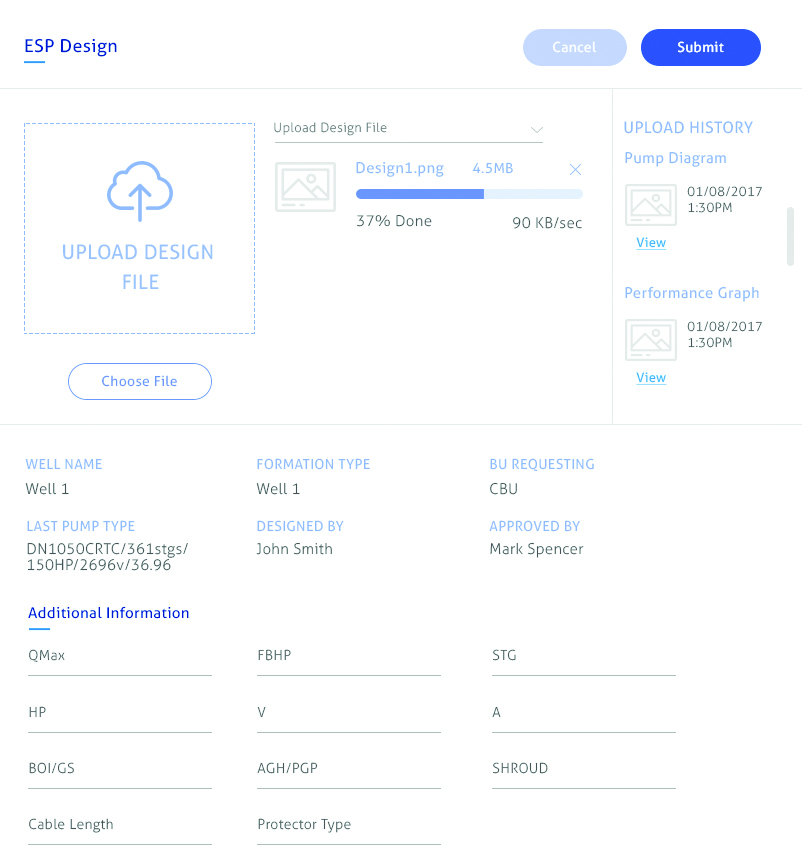 ESP Design
Cancel
Submit
UPLOAD DESIGN
FILE
Choose File
Upload Design File
Design1.png 4.5MB
37% Done 90 KB/sec
UPLOAD HISTORY
Pump Diagram
01/08/2017
1:30PM
View
Performance Graph
01/08/2017
1:30PM
View
WELL NAME
Well 1
FORMATION TYPE
Well 1
BU REQUESTING
CBU
LAST PUMP TYPE
DN1050CRTC/361stgs/
150HP/2696v/36.96
DESIGNED BY
John Smith
APPROVED BY
Mark Spencer
Additional Information
QMax
FBHP
STG
HP
V
A
BOI/GS
AGH/PGP
SHROUD
Cable Length
Protector Type